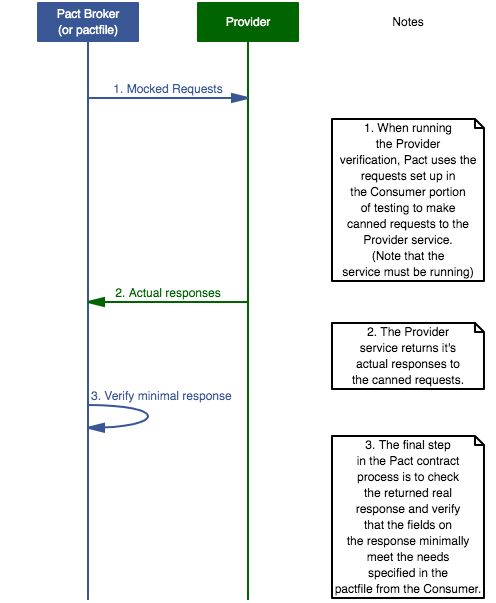 Pact Broker
(or pactfile)
Provider
Notes
1. Mocked Requests
1. When running
the Provider
verification, Pact uses the
requests set up in
the Consumer portion
of testing to make
canned requests to the
Provider service.
(Note that the
service must be running)
2. Actual responses
2. The Provider
service returns it's
actual responses to
the canned requests.
3. Verify minimal response
3. The final step
in the Pact contract
process is to check
the returned real
response and verify
that the fields on
the response minimally
meet the needs
specified in the
pactfile from the Consumer.